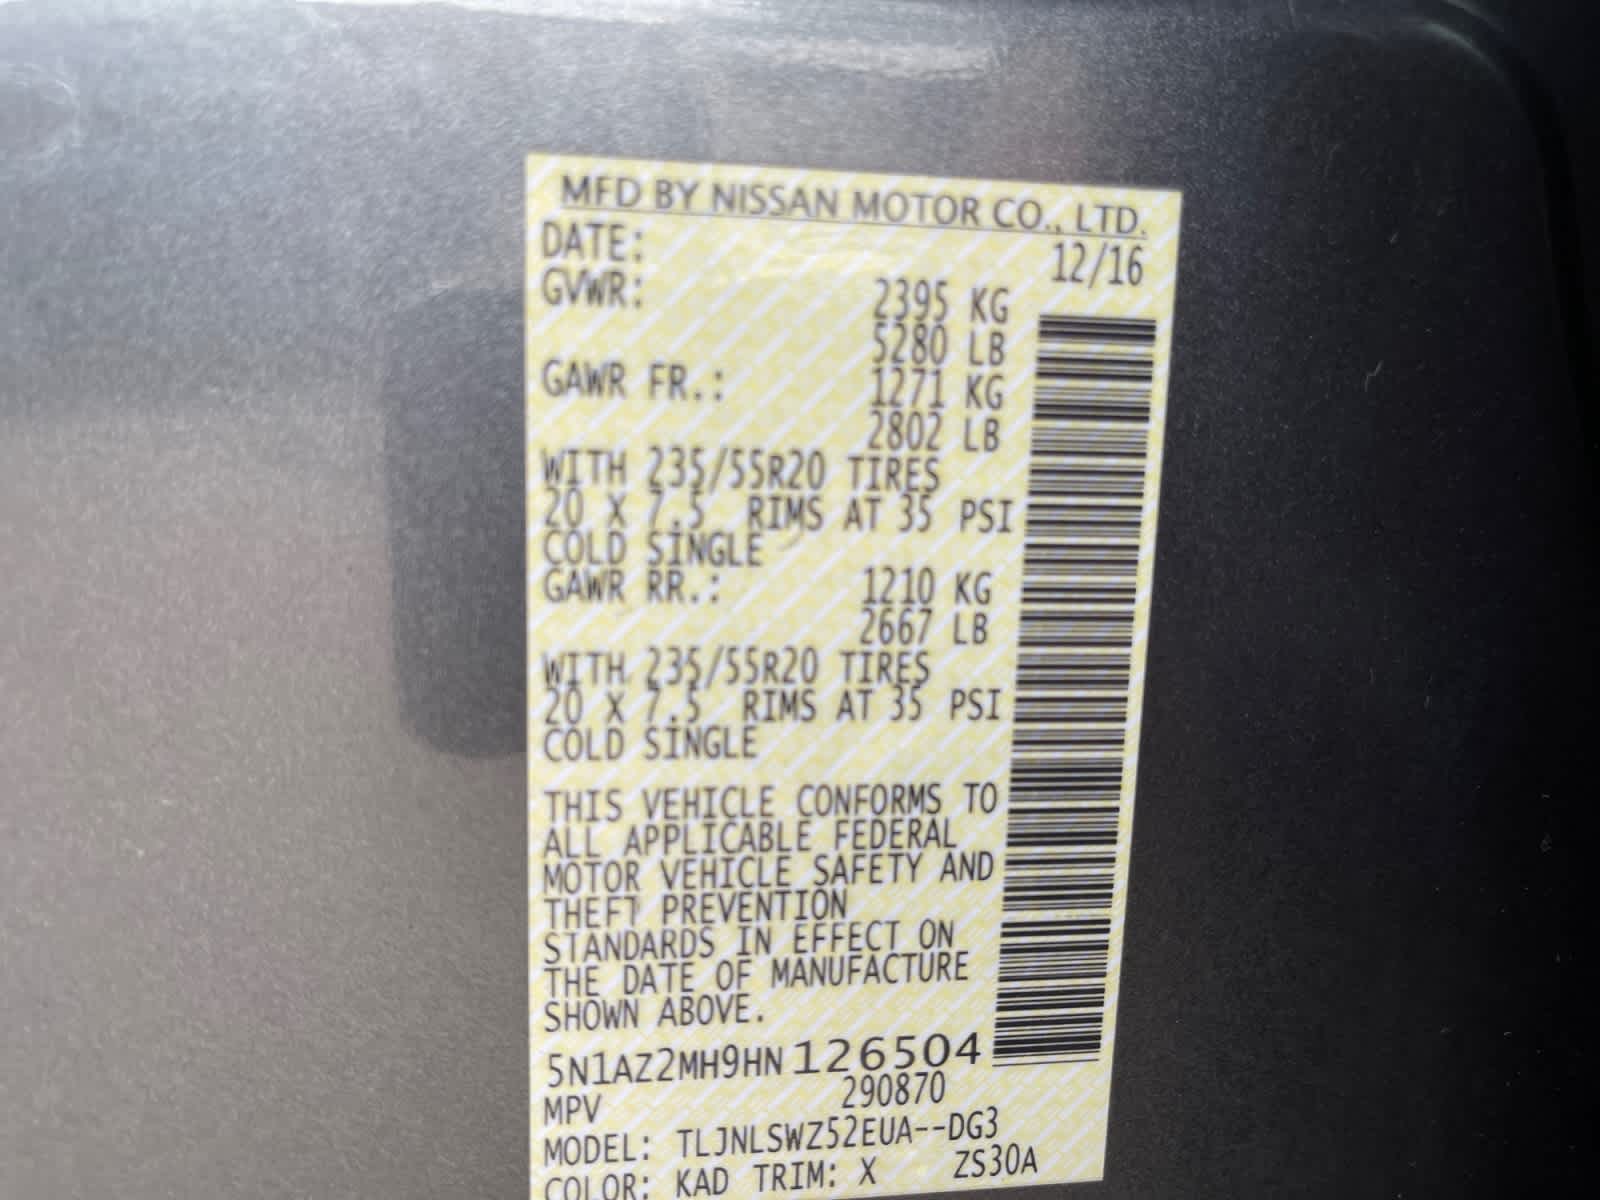 MFD BY NISSAN MOTOR CO., LTD.
DATE: 12/16
GVWR: 2395 KG
5280 LB
GAWR FR.: 1271 KG
2802 LB
WITH 235/55R20 TIRES
20 X 7.5 RIMS AT 35 PSI
COLD SINGLE
GAWR RR.: 1210 KG
2667 LB
WITH 235/55R20 TIRES
20 X 7.5 RIMS AT 35 PSI
COLD SINGLE
THIS VEHICLE CONFORMS TO
ALL APPLICABLE FEDERAL
MOTOR VEHICLE SAFETY AND
THEFT PREVENTION
STANDARDS IN EFFECT ON
THE DATE OF MANUFACTURE
SHOWN ABOVE.
5N1AZ2MH9HN126504
MPV 290870
MODEL: TLJNLSWZ52EUA--DG3
COLOR: KAD TRIM: X ZS30A